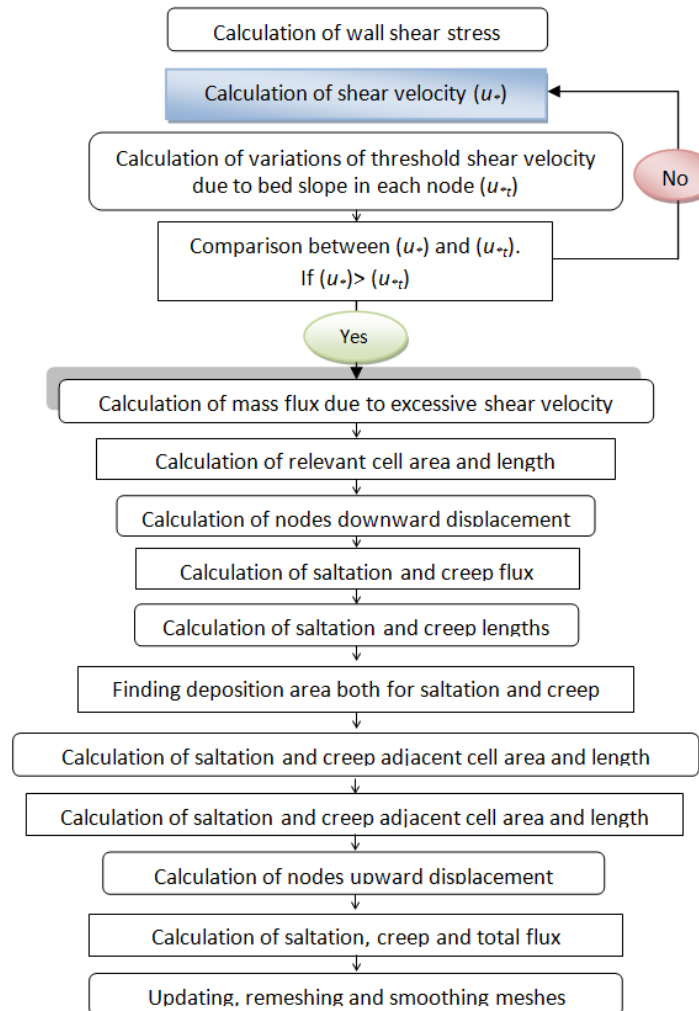 Calculation of wall shear stress
Calculation of shear velocity (u*)
Calculation of variations of threshold shear velocity
due to bed slope in each node (u*t)
No
Comparison between (u*) and (u*t).
If (u*)> (u*t)
Yes
Calculation of mass flux due to excessive shear velocity
Calculation of relevant cell area and length
Calculation of nodes downward displacement
Calculation of saltation and creep flux
Calculation of saltation and creep lengths
Finding deposition area both for saltation and creep
Calculation of saltation and creep adjacent cell area and length
Calculation of saltation and creep adjacent cell area and length
Calculation of nodes upward displacement
Calculation of saltation, creep and total flux
Updating, remeshing and smoothing meshes